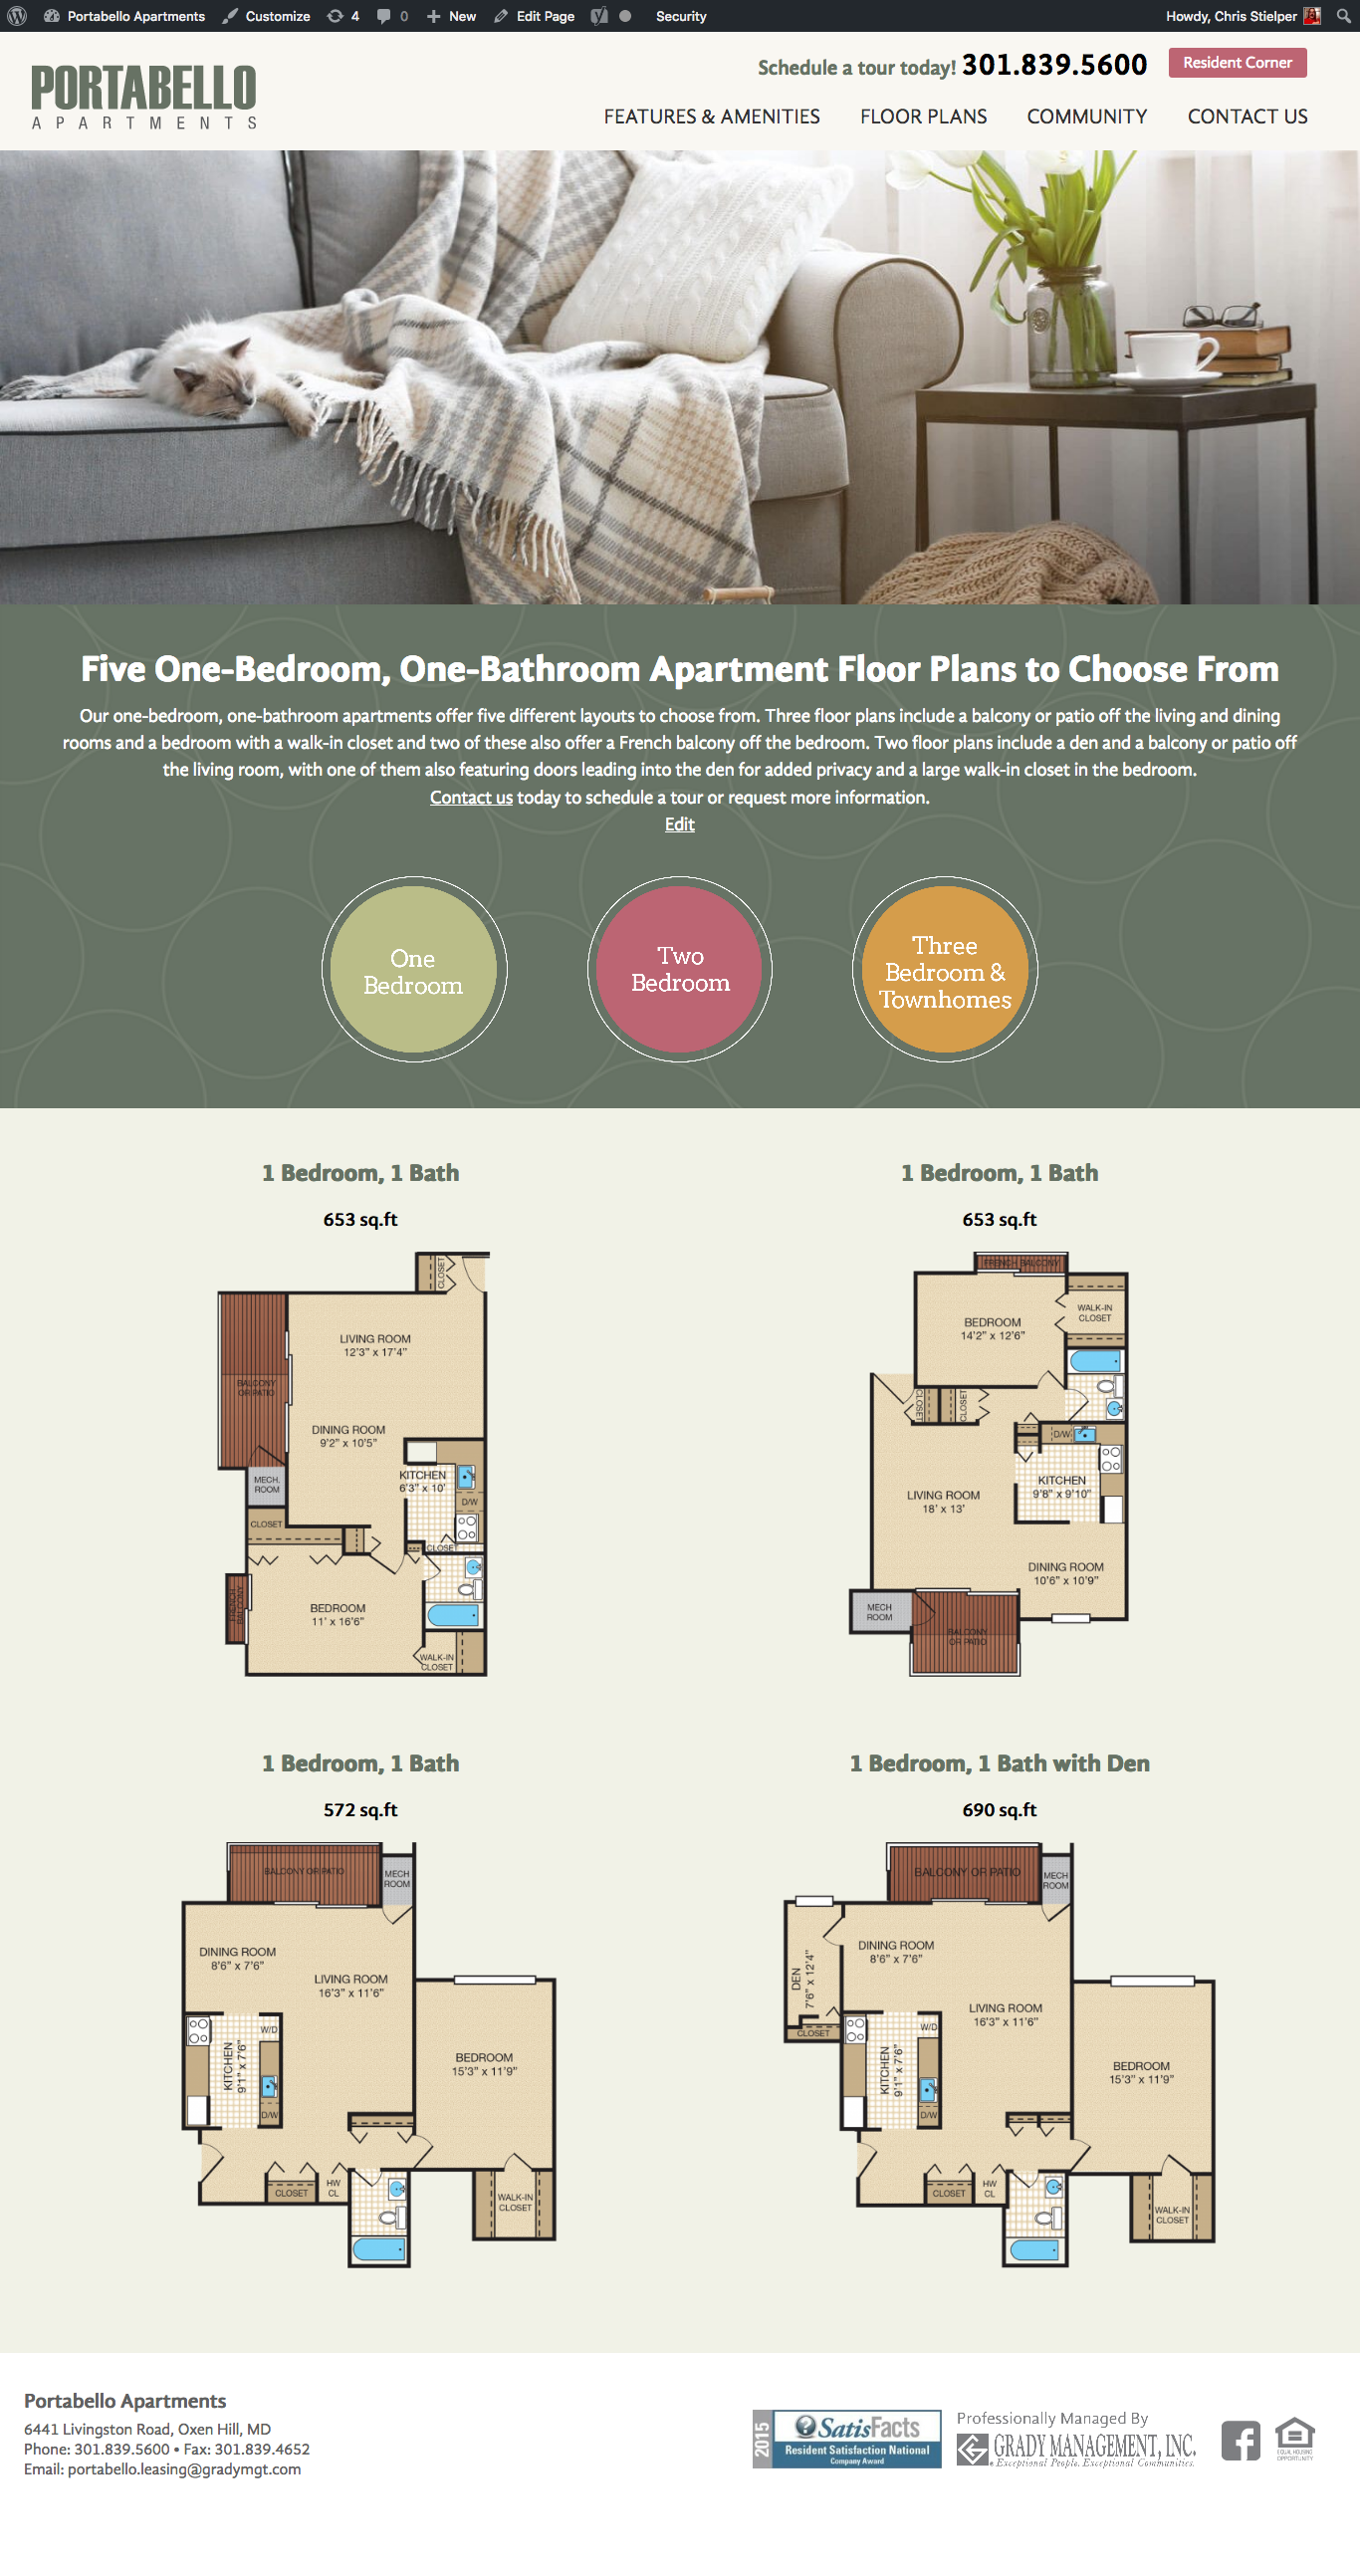 Portabello Apartments Customize 4 0 New Edit Page Security Howdy, Chris Stielper
PORTABELLO
APARTMENTS
Schedule a tour today! 301.839.5600 Resident Corner
FEATURES & AMENITIES FLOOR PLANS COMMUNITY CONTACT US
Five One-Bedroom, One-Bathroom Apartment Floor Plans to Choose From
Our one-bedroom, one-bathroom apartments offer five different layouts to choose from. Three floor plans include a balcony or patio off the living and dining
rooms and a bedroom with a walk-in closet and two of these also offer a French balcony off the bedroom. Two floor plans include a den and a balcony or patio off
the living room, with one of them also featuring doors leading into the den for added privacy and a large walk-in closet in the bedroom.
Contact us today to schedule a tour or request more information.
Edit
One
Bedroom
Two
Bedroom
Three
Bedroom &
Townhomes
1 Bedroom, 1 Bath
653 sq.ft
CLOSET
LIVING ROOM
12'3" x 17'4"
BALCONY
OR PATIO
DINING ROOM
9'2" x 10'5"
MECH.
ROOM
KITCHEN
6'3" x 10'
D/W
CLOSET
CLOSET
FRENCH
BALCONY
BEDROOM
11' x 16'6"
WALK-IN
CLOSET
1 Bedroom, 1 Bath
653 sq.ft
FRENCH BALCONY
BEDROOM
14'2" x 12'6"
WALK-IN
CLOSET
CLOSET
CLOSET
D/W
KITCHEN
9'8" x 9'10"
LIVING ROOM
18' x 13'
DINING ROOM
10'6" x 10'9"
MECH
ROOM
BALCONY
OR PATIO
1 Bedroom, 1 Bath
572 sq.ft
BALCONY OR PATIO
MECH
ROOM
DINING ROOM
8'6" x 7'6"
LIVING ROOM
16'3" x 11'6"
W/D
KITCHEN
9'1" x 7'6"
D/W
BEDROOM
15'3" x 11'9"
CLOSET
HW
CL
WALK-IN
CLOSET
1 Bedroom, 1 Bath with Den
690 sq.ft
BALCONY OR PATIO
MECH
ROOM
DEN
7'6" x 12'4"
DINING ROOM
8'6" x 7'6"
LIVING ROOM
16'3" x 11'6"
CLOSET
W/D
KITCHEN
9'1" x 7'6"
D/W
BEDROOM
15'3" x 11'9"
CLOSET
HW
CL
WALK-IN
CLOSET
Portabello Apartments
6441 Livingston Road, Oxen Hill, MD
Phone: 301.839.5600 • Fax: 301.839.4652
Email: portabello.leasing@gradymgt.com
2015
SatisFacts
Resident Satisfaction National
Company Award
Professionally Managed By
GRADY MANAGEMENT, INC.
Exceptional People. Exceptional Communities.
EQUAL HOUSING
OPPORTUNITY